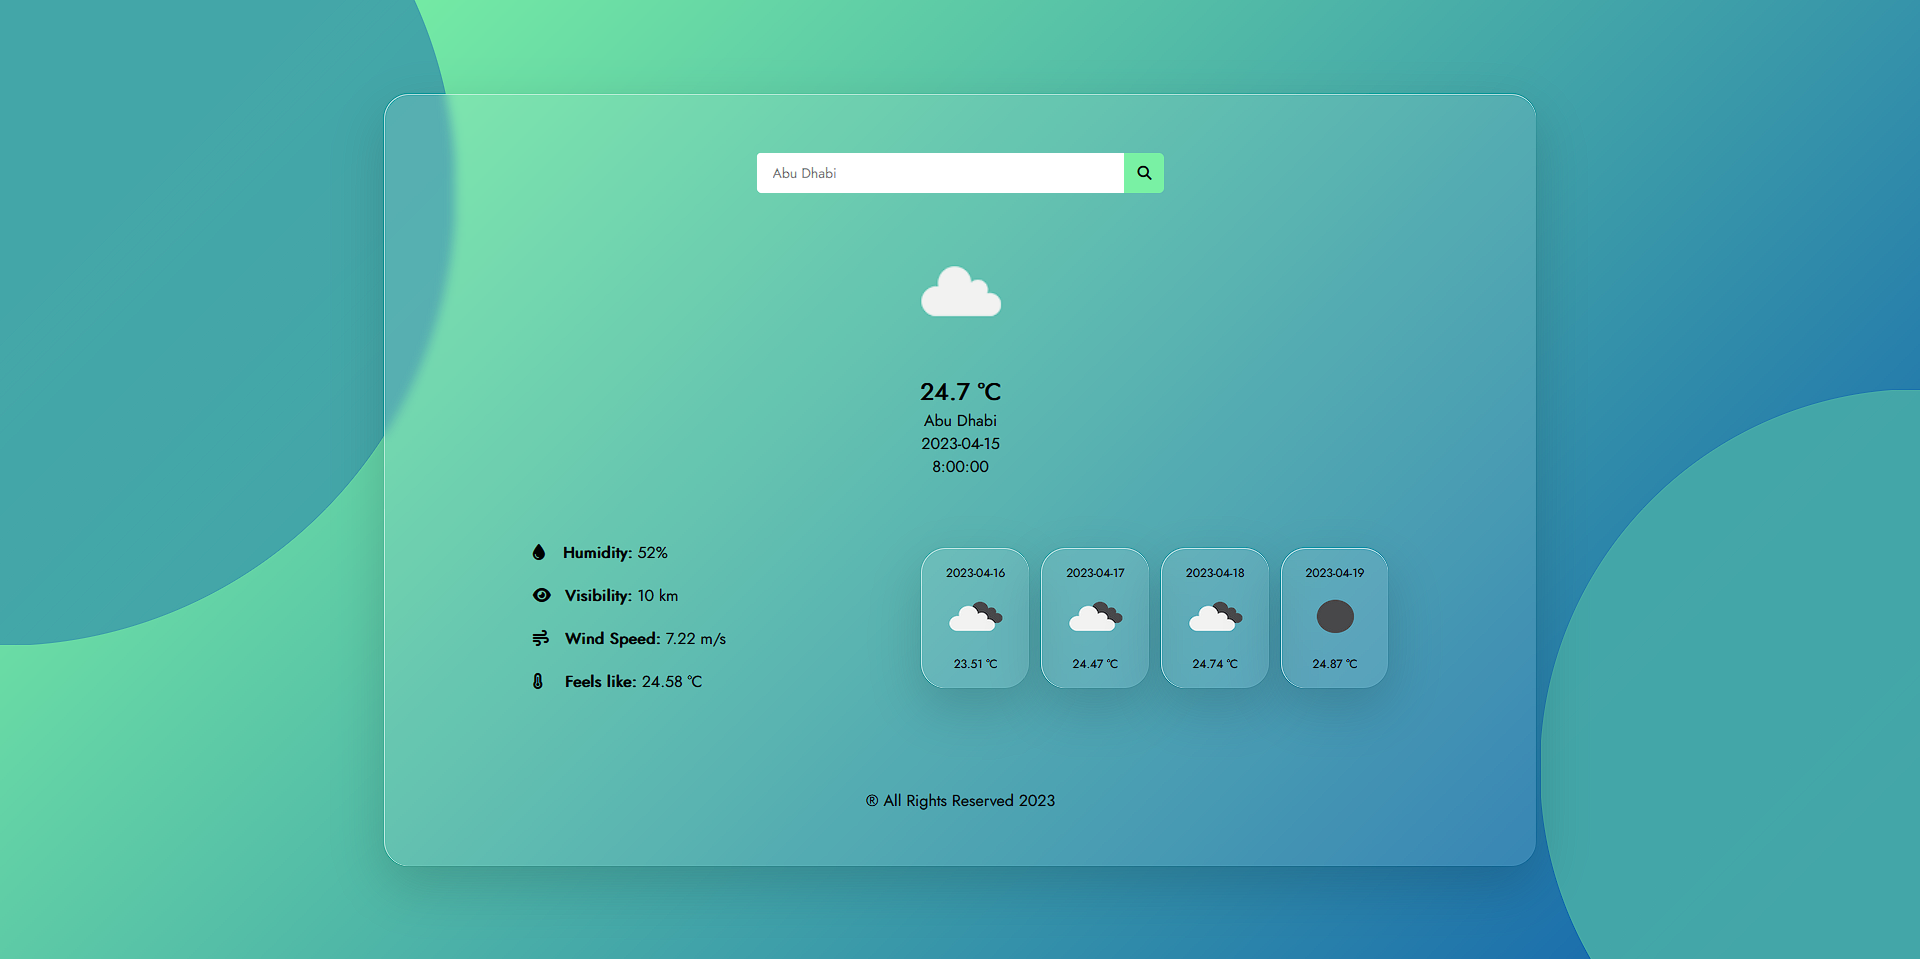 Abu Dhabi
24.7 °C
Abu Dhabi
2023-04-15
8:00:00
Humidity: 52%
Visibility: 10 km
Wind Speed: 7.22 m/s
Feels like: 24.58 °C
2023-04-16
23.51 °C
2023-04-17
24.47 °C
2023-04-18
24.74 °C
2023-04-19
24.87 °C
® All Rights Reserved 2023